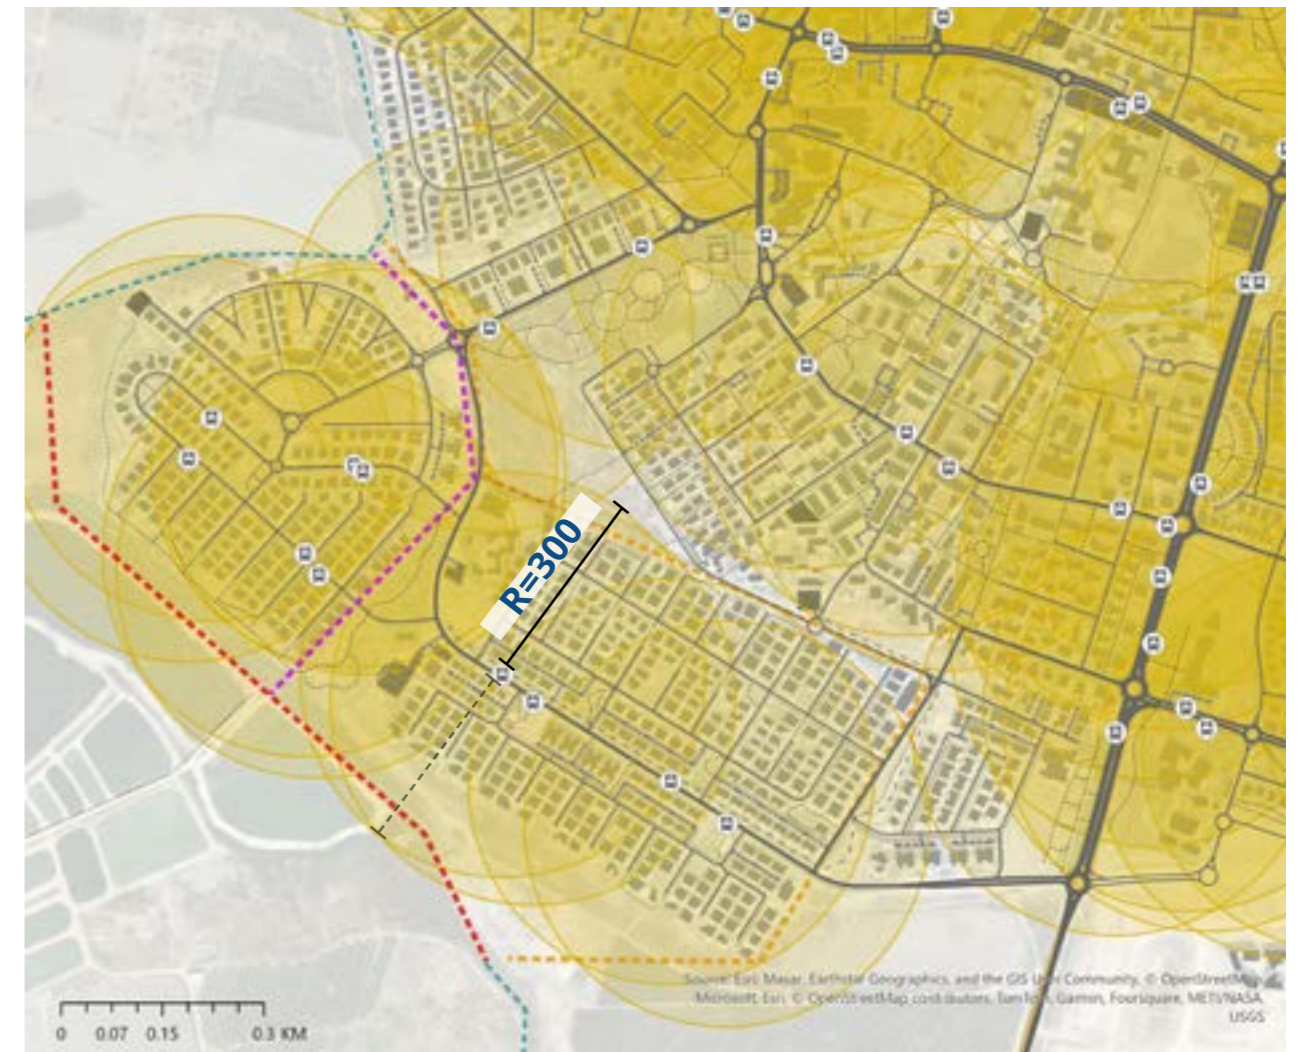 R=300
Source: Esri, Maxar, Earthstar Geographics, and the GIS User Community, © OpenStreetMap,
Microsoft, Esri, © OpenStreetMap contributors, TomTom, Garmin, Foursquare, METI/NASA,
USGS
0 0.07 0.15 0.3 KM